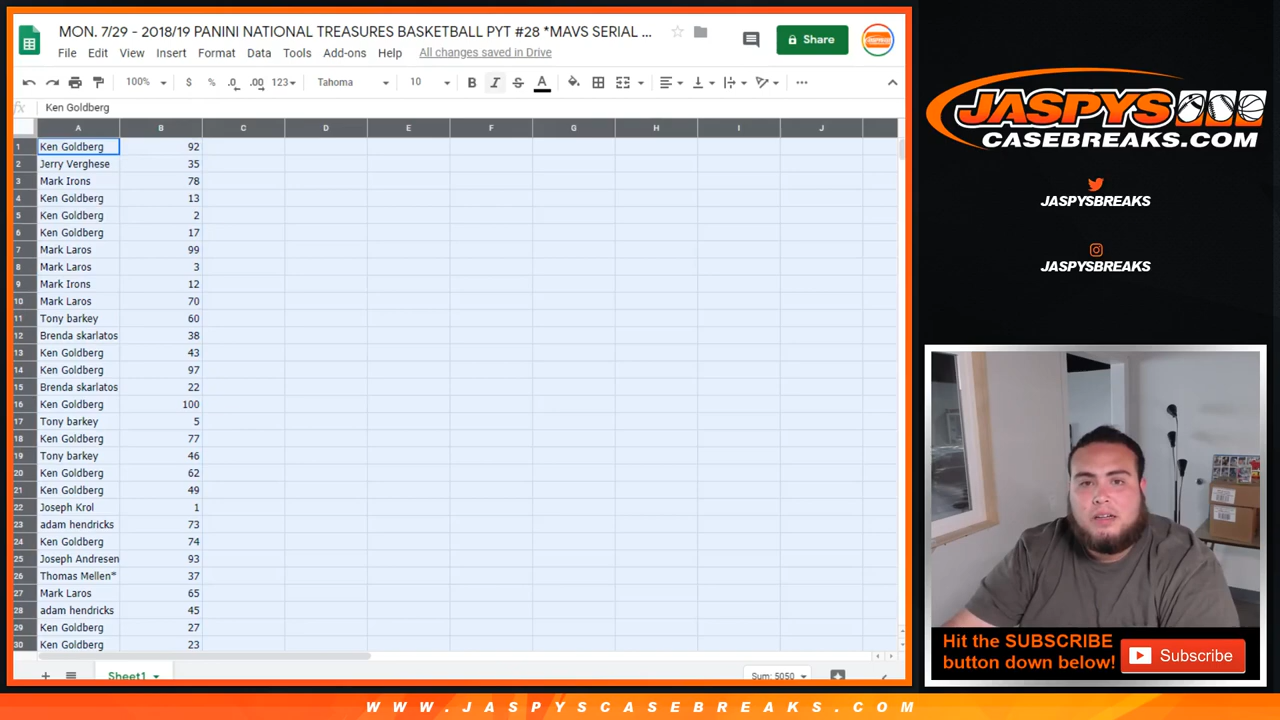 MON. 7/29 - 2018/19 PANINI NATIONAL TREASURES BASKETBALL PYT #28 *MAVS SERIAL ...
Share
File Edit View Insert Format Data Tools Add-ons Help All changes saved in Drive
100% $ % .0 .00 123 Tahoma 10 B I S A
fx Ken Goldberg
A B C D E F G H I J
1 Ken Goldberg 92
2 Jerry Verghese 35
3 Mark Irons 78
4 Ken Goldberg 13
5 Ken Goldberg 2
6 Ken Goldberg 17
7 Mark Laros 99
8 Mark Laros 3
9 Mark Irons 12
10 Mark Laros 70
11 Tony barkey 60
12 Brenda skarlatos 38
13 Ken Goldberg 43
14 Ken Goldberg 97
15 Brenda skarlatos 22
16 Ken Goldberg 100
17 Tony barkey 5
18 Ken Goldberg 77
19 Tony barkey 46
20 Ken Goldberg 62
21 Ken Goldberg 49
22 Joseph Krol 1
23 adam hendricks 73
24 Ken Goldberg 74
25 Joseph Andresen 93
26 Thomas Mellen* 37
27 Mark Laros 65
28 adam hendricks 45
29 Ken Goldberg 27
30 Ken Goldberg 23
Sheet1
Sum: 5050
JASPYS
CASEBREAKS.COM
JASPYSBREAKS
JASPYSBREAKS
Hit the SUBSCRIBE
button down below!
Subscribe
WWW.JASPYSCASEBREAKS.COM